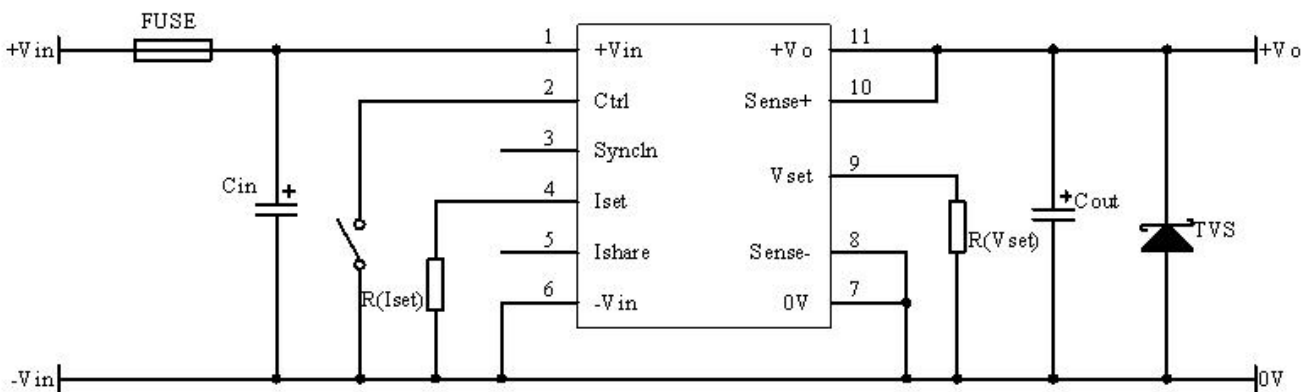 FUSE
+Vin
1
+Vin
+Vo
11
+Vo
2
Ctrl
Sense+
10
3
SyncIn
Cin
+
4
Iset
Vset
9
+
Cout
5
Ishare
Sense-
8
R(Vset)
TVS
R(Iset)
6
-Vin
0V
7
-Vin
0V